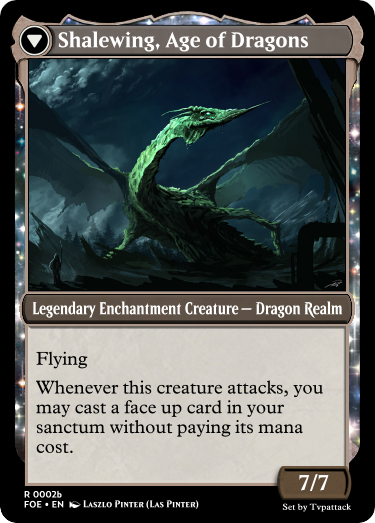 Shalewing, Age of Dragons
Legendary Enchantment Creature — Dragon Realm
Flying
Whenever this creature attacks, you
may cast a face up card in your
sanctum without paying its mana
cost.
7/7
R 0002b
FOE • EN Laszlo Pinter (Las Pinter)
Set by Tvpattack